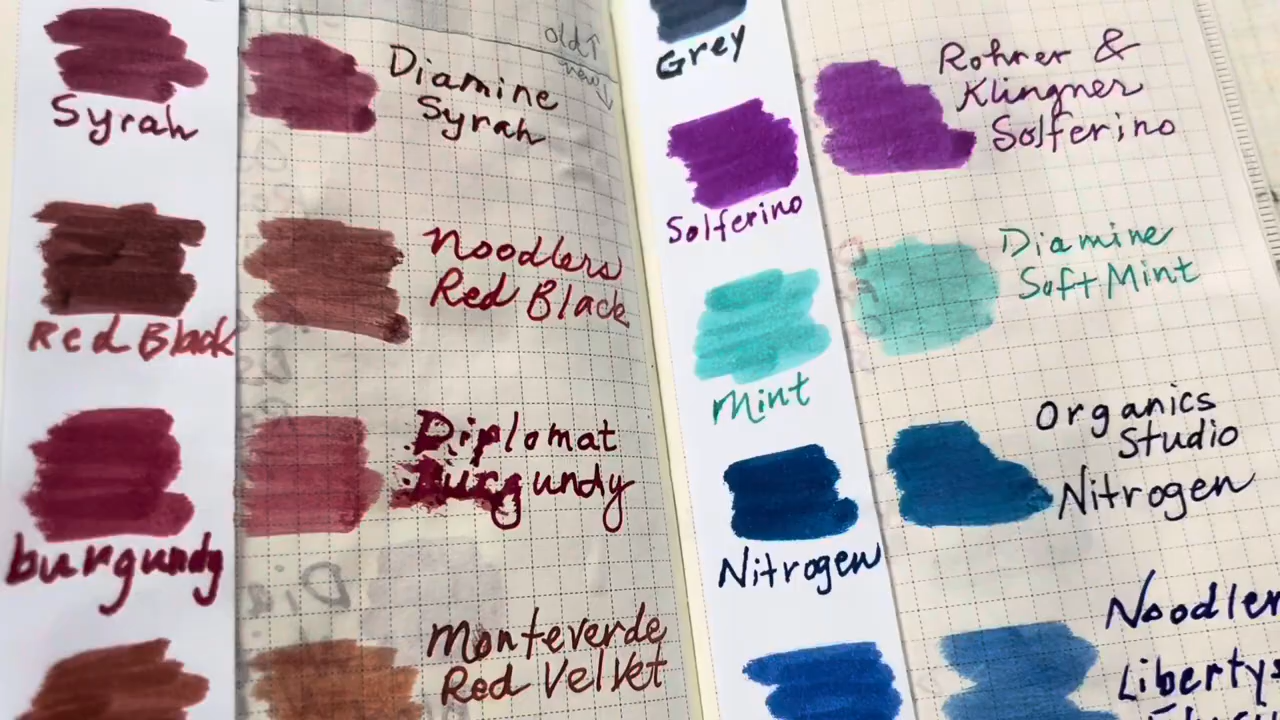 old↑
new↓
Syrah
Diamine
Syrah
Red Black
Noodlers
Red Black
burgundy
Diplomat
Burgundy
Monteverde
Red Velvet
Grey
Rohrer &
Klingner
Solferino
Solferino
Diamine
Soft Mint
Mint
Organics
Studio
Nitrogen
Nitrogen
Noodler
Libertys